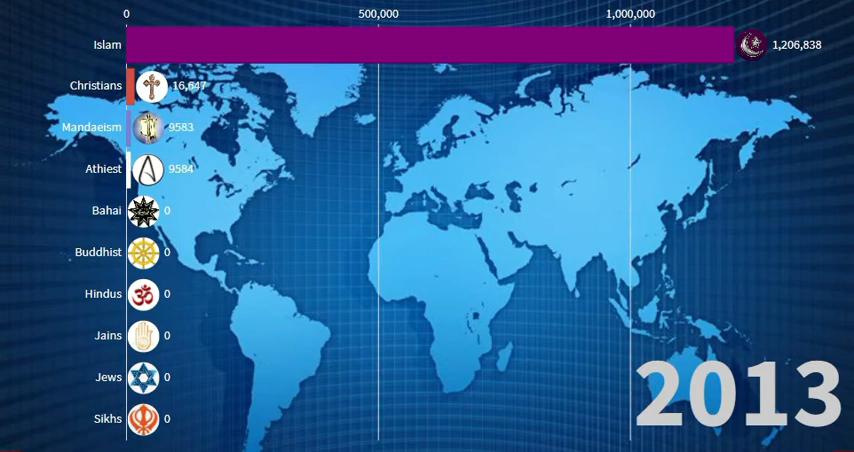 0 500,000 1,000,000
Islam 1,206,838
Christians 16,647
Mandaeism 9583
Athiest 9584
Bahai 0
Buddhist 0
Hindus 0
Jains 0
Jews 0
Sikhs 0
2013